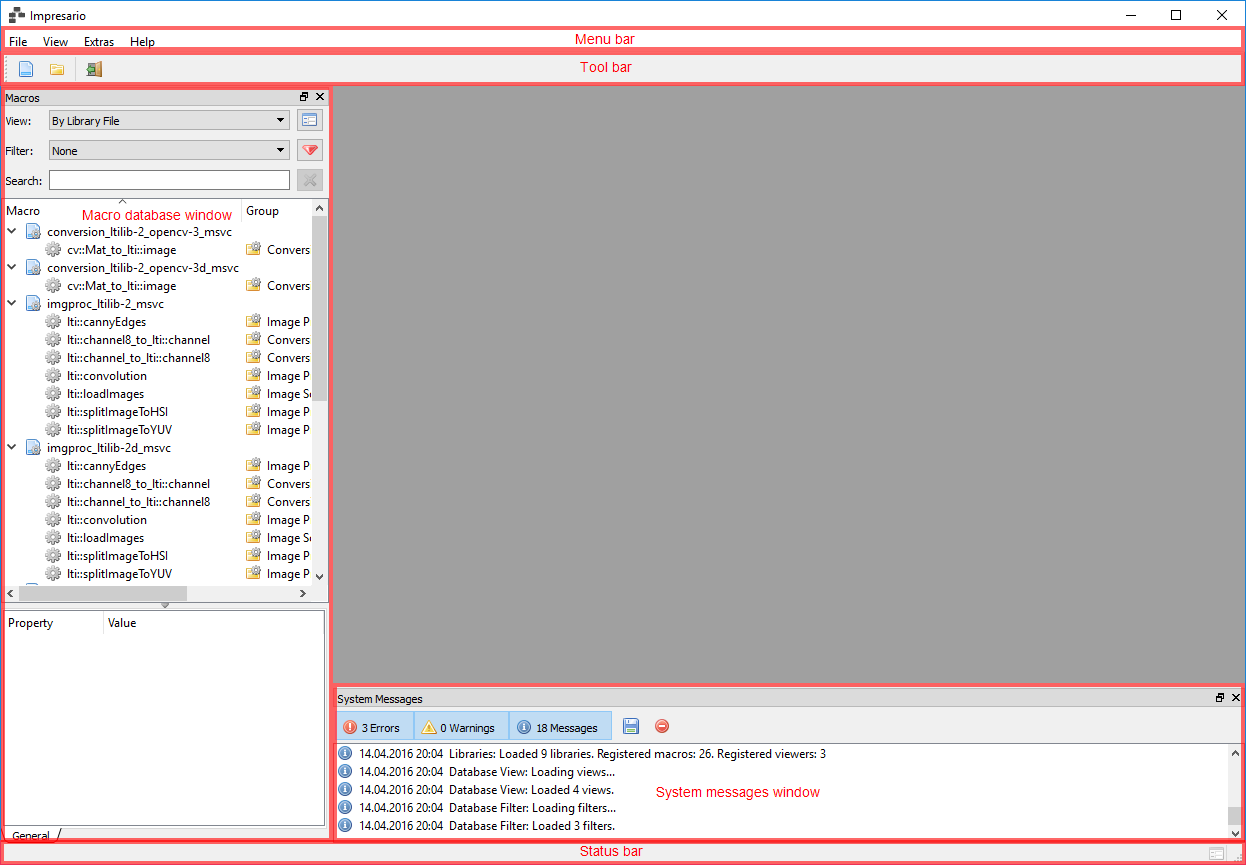 Impresario
File View Extras Help Menu bar
Tool bar
Macros
View: By Library File
Filter: None
Search:
Macro Group
Macro database window
conversion_ltilib-2_opencv-3_msvc
cv::Mat_to_lti::image Convers
conversion_ltilib-2_opencv-3d_msvc
cv::Mat_to_lti::image Convers
imgproc_ltilib-2_msvc
lti::cannyEdges Image P
lti::channel8_to_lti::channel Convers
lti::channel_to_lti::channel8 Convers
lti::convolution Image P
lti::loadImages Image S
lti::splitImageToHSI Image P
lti::splitImageToYUV Image P
imgproc_ltilib-2d_msvc
lti::cannyEdges Image P
lti::channel8_to_lti::channel Convers
lti::channel_to_lti::channel8 Convers
lti::convolution Image P
lti::loadImages Image S
lti::splitImageToHSI Image P
lti::splitImageToYUV Image P
Property Value
General
System Messages
3 Errors 0 Warnings 18 Messages
14.04.2016 20:04 Libraries: Loaded 9 libraries. Registered macros: 26. Registered viewers: 3
14.04.2016 20:04 Database View: Loading views...
14.04.2016 20:04 Database View: Loaded 4 views.
System messages window
14.04.2016 20:04 Database Filter: Loading filters...
14.04.2016 20:04 Database Filter: Loaded 3 filters.
Status bar